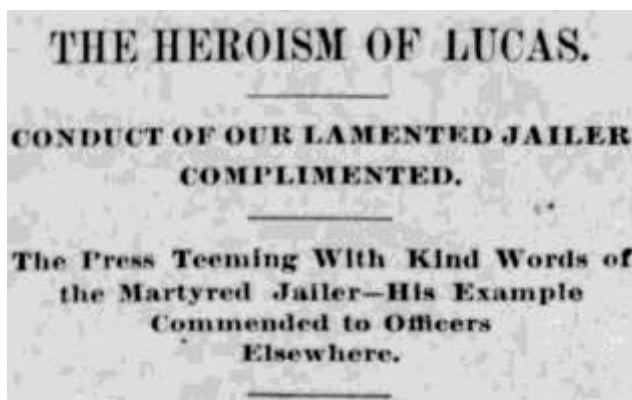 THE HEROISM OF LUCAS.
CONDUCT OF OUR LAMENTED JAILER
COMPLIMENTED.
The Press Teeming With Kind Words of
the Martyred Jailer—His Example
Commended to Officers
Elsewhere.